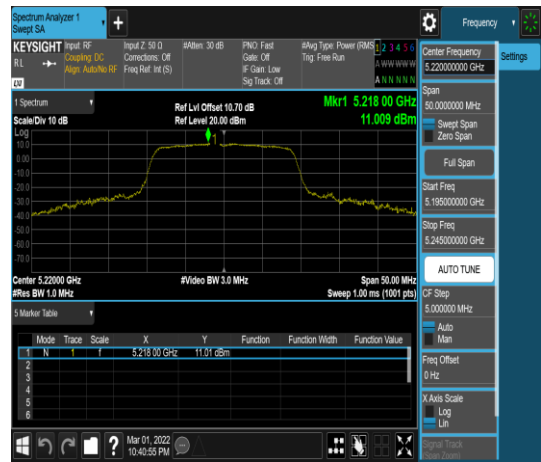 Spectrum Analyzer 1
Swept SA
+
Frequency
KEYSIGHT
RL
LXI
Input: RF
Coupling: DC
Align: Auto/No RF
Input Z: 50 Ω
Corrections: Off
Freq Ref: Int (S)
#Atten: 30 dB
PNO: Fast
Gate: Off
IF Gain: Low
Sig Track: Off
#Avg Type: Power (RMS
Trig: Free Run
1 2 3 4 5 6
A W W W W W
A N N N N N
1 Spectrum
Scale/Div 10 dB
Ref Lvl Offset 10.70 dB
Ref Level 20.00 dBm
Mkr1 5.218 00 GHz
11.009 dBm
Log
1
10.0
0.00
-10.0
-20.0
-30.0
-40.0
-50.0
-60.0
-70.0
Center 5.22000 GHz
#Res BW 1.0 MHz
#Video BW 3.0 MHz
Span 50.00 MHz
Sweep 1.00 ms (1001 pts)
5 Marker Table
Mode Trace Scale X Y Function Function Width Function Value
1 N 1 f 5.218 00 GHz 11.01 dBm
2
3
4
5
6
Mar 01, 2022
10:40:55 PM
Settings
Center Frequency
5.220000000 GHz
Span
50.0000000 MHz
Swept Span
Zero Span
Full Span
Start Freq
5.195000000 GHz
Stop Freq
5.245000000 GHz
AUTO TUNE
CF Step
5.000000 MHz
Auto
Man
Freq Offset
0 Hz
X Axis Scale
Log
Lin
Signal Track
(Span Zoom)